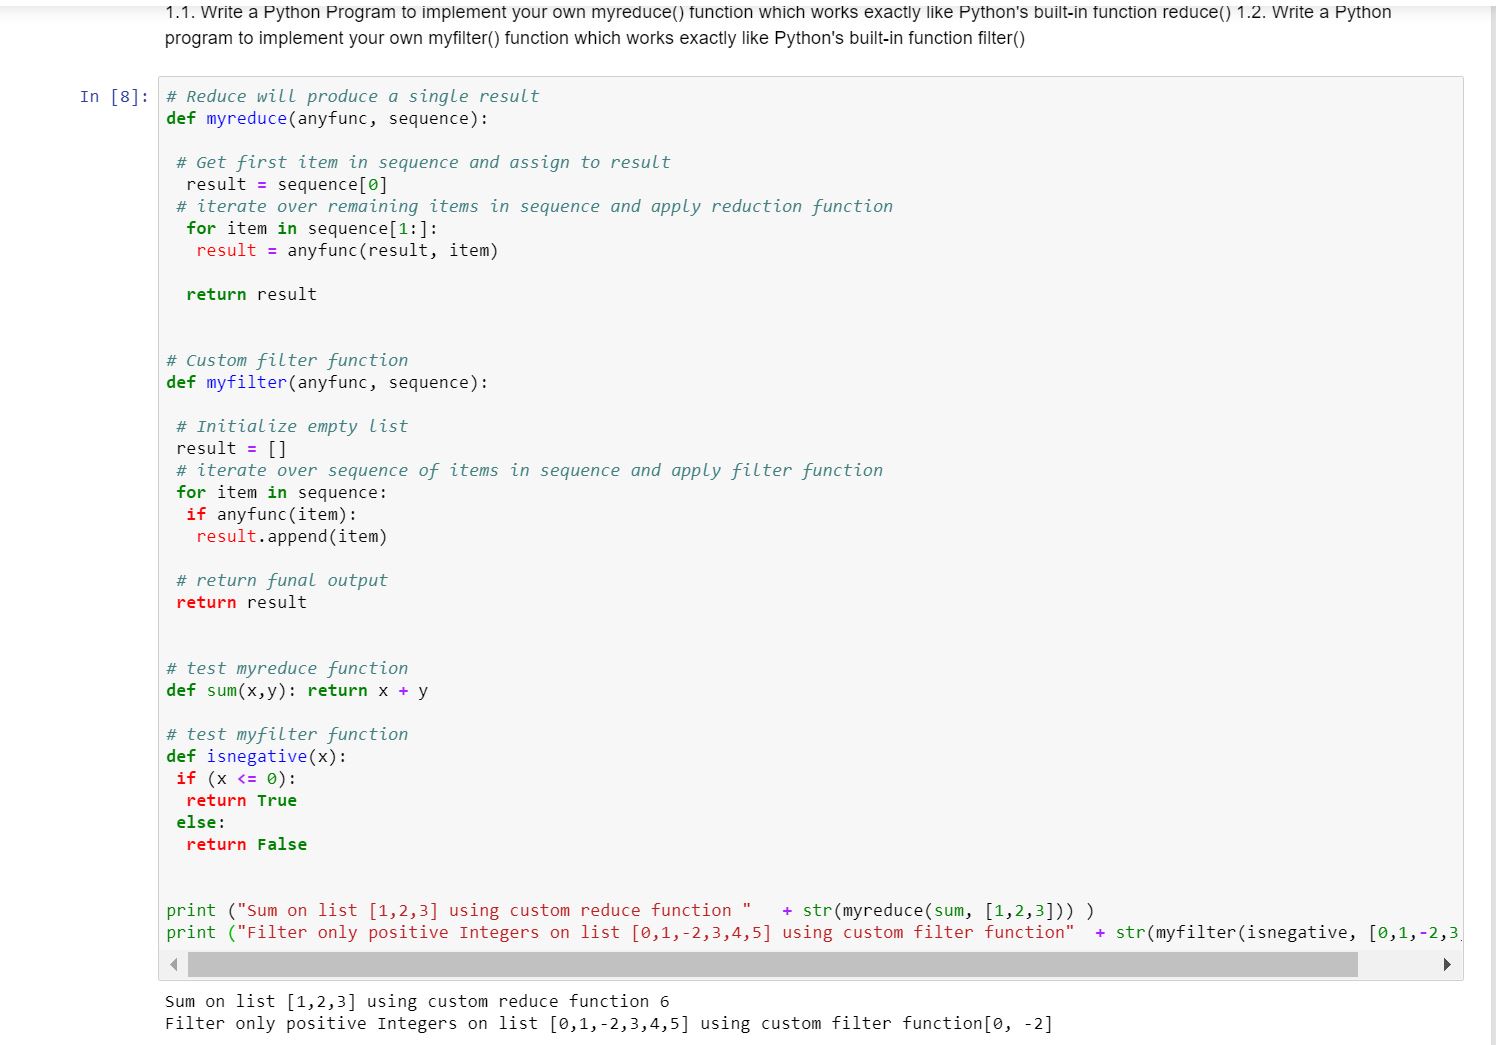 1.1. Write a Python Program to implement your own myreduce() function which works exactly like Python's built-in function reduce() 1.2. Write a Python
program to implement your own myfilter() function which works exactly like Python's built-in function filter()
In [8]:
# Reduce will produce a single result
def myreduce(anyfunc, sequence):
# Get first item in sequence and assign to result
result = sequence[0]
# iterate over remaining items in sequence and apply reduction function
for item in sequence[1:]:
result = anyfunc(result, item)
return result
# Custom filter function
def myfilter(anyfunc, sequence):
# Initialize empty list
result = []
# iterate over sequence of items in sequence and apply filter function
for item in sequence:
if anyfunc(item):
result.append(item)
# return funal output
return result
# test myreduce function
def sum(x,y): return x + y
# test myfilter function
def isnegative(x):
if (x <= 0):
return True
else:
return False
print ("Sum on list [1,2,3] using custom reduce function "   + str(myreduce(sum, [1,2,3])) )
print ("Filter only positive Integers on list [0,1,-2,3,4,5] using custom filter function"  + str(myfilter(isnegative, [0,1,-2,3
Sum on list [1,2,3] using custom reduce function 6
Filter only positive Integers on list [0,1,-2,3,4,5] using custom filter function[0, -2]